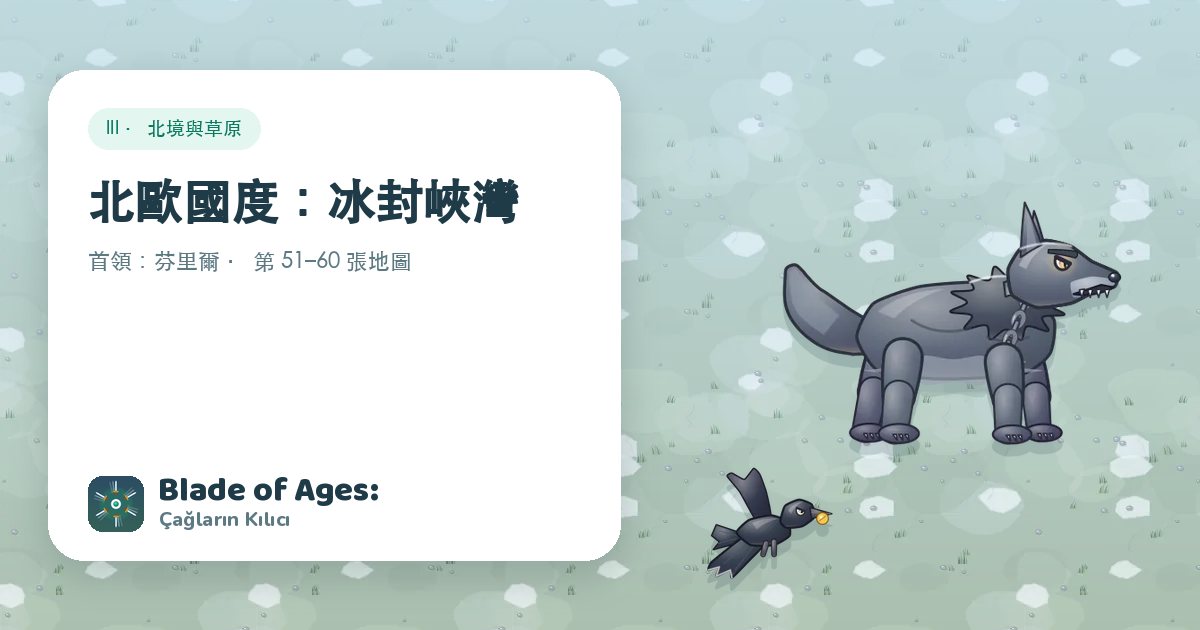 III · 北境與草原
北歐國度：冰封峽灣
首領：芬里爾 · 第 51–60 張地圖
Blade of Ages:
Çağların Kılıcı